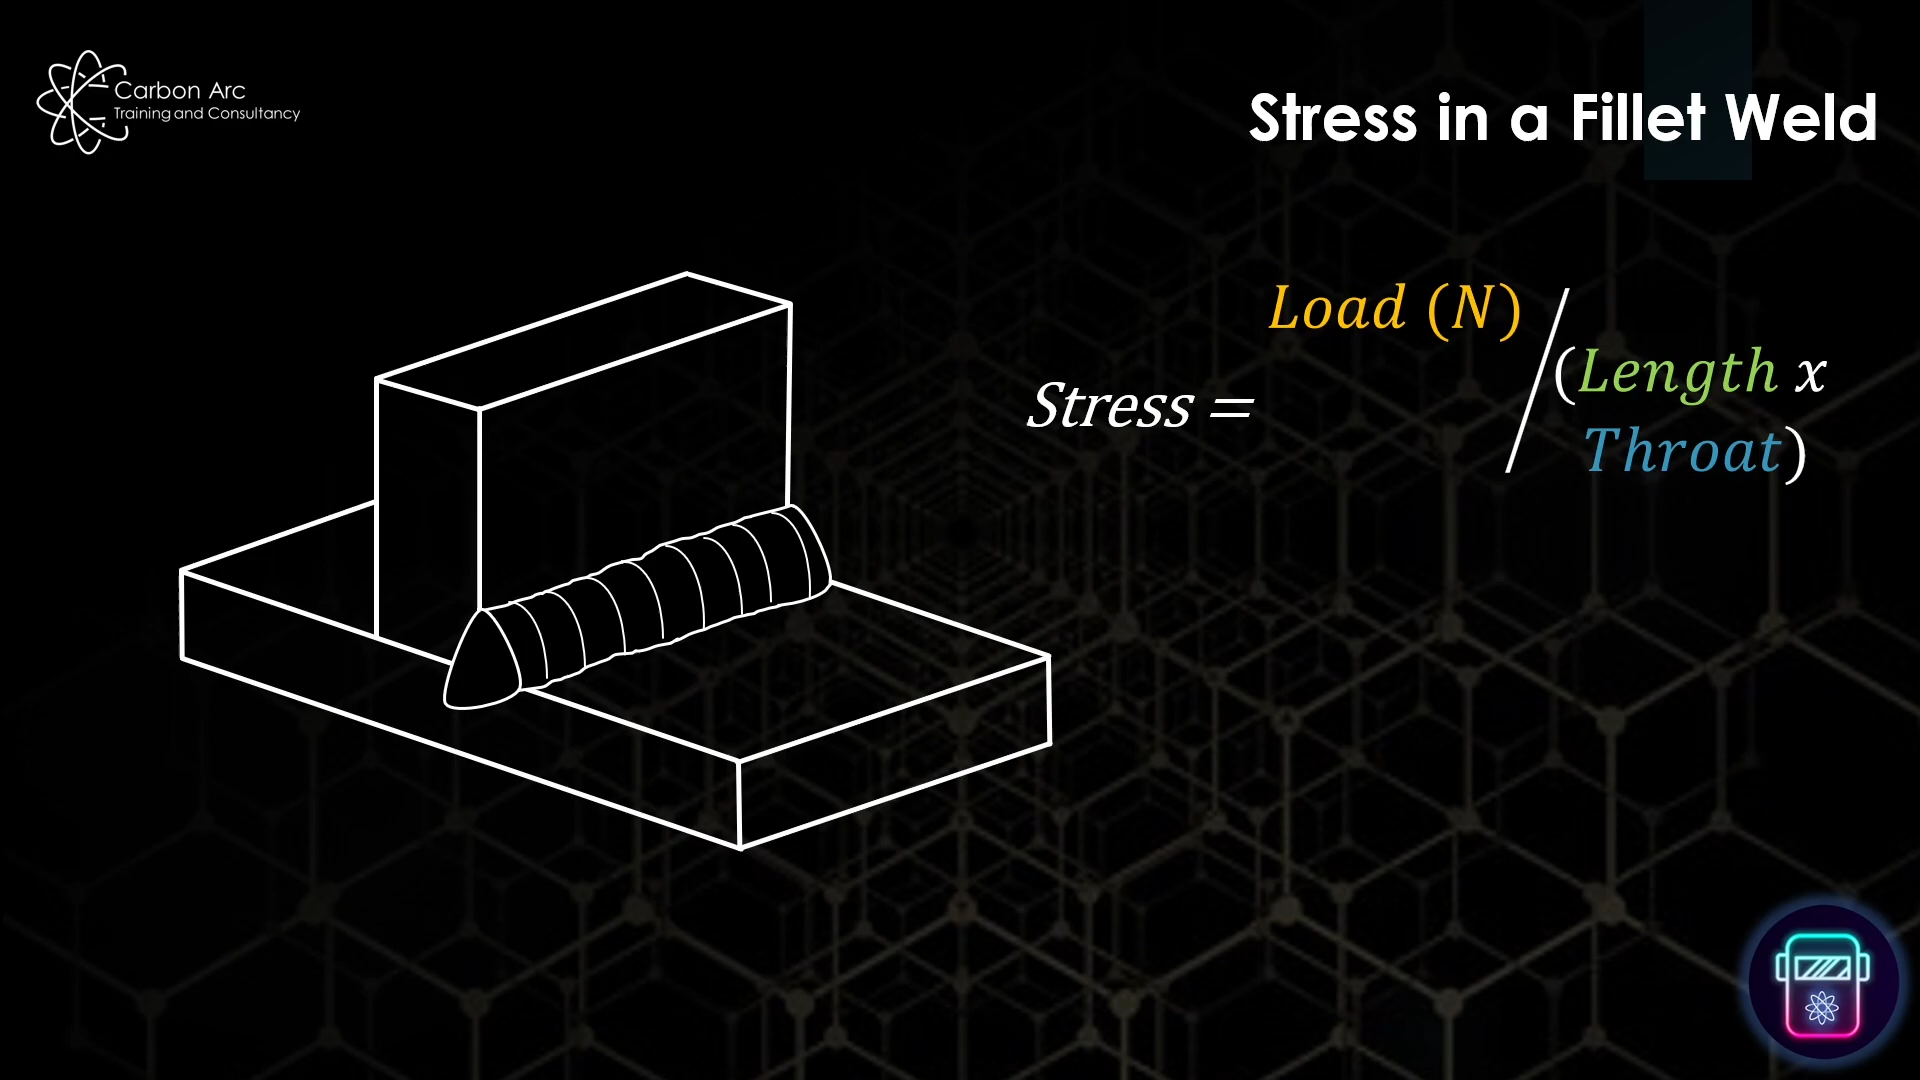 Carbon Arc
Training and Consultancy
Stress in a Fillet Weld
Stress = Load (N) / (Length x
Throat)